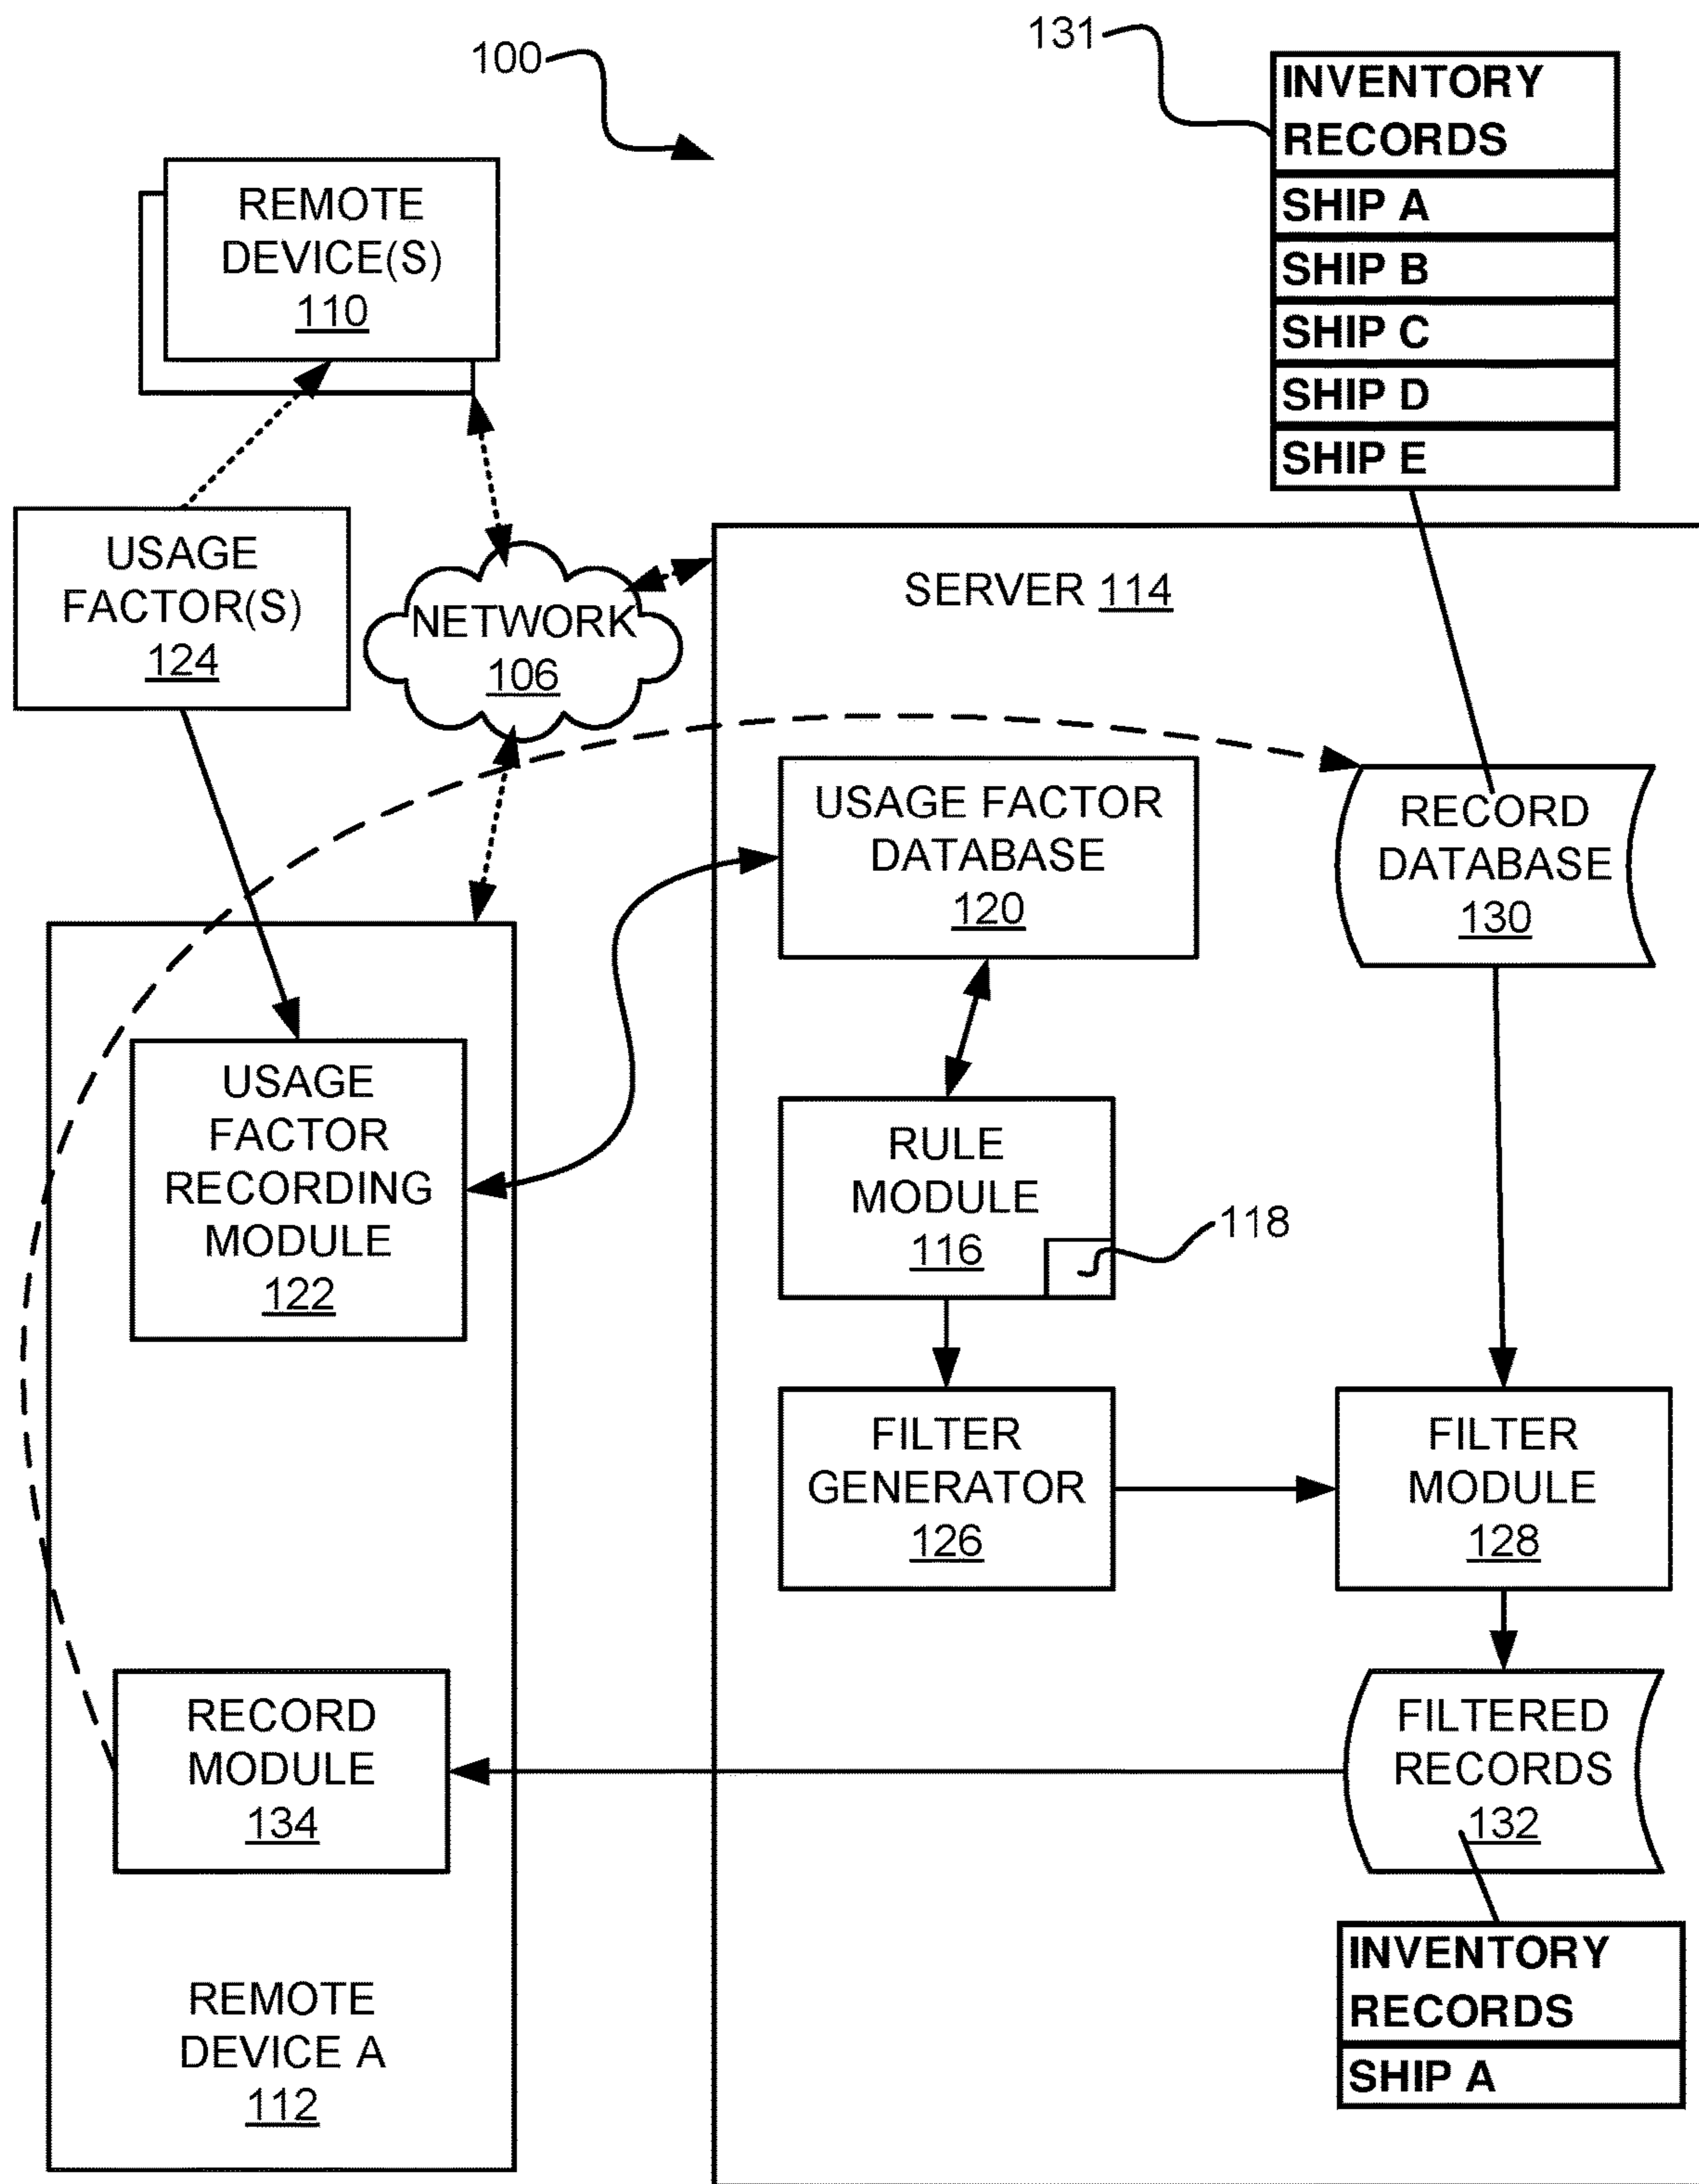 100
131
INVENTORY
RECORDS
SHIP A
SHIP B
SHIP C
SHIP D
SHIP E
REMOTE
DEVICE(S)
110
USAGE
FACTOR(S)
124
NETWORK
106
SERVER 114
USAGE FACTOR
DATABASE
120
RECORD
DATABASE
130
USAGE
FACTOR
RECORDING
MODULE
122
RULE
MODULE
116
118
FILTER
GENERATOR
126
FILTER
MODULE
128
RECORD
MODULE
134
FILTERED
RECORDS
132
INVENTORY
RECORDS
SHIP A
REMOTE
DEVICE A
112